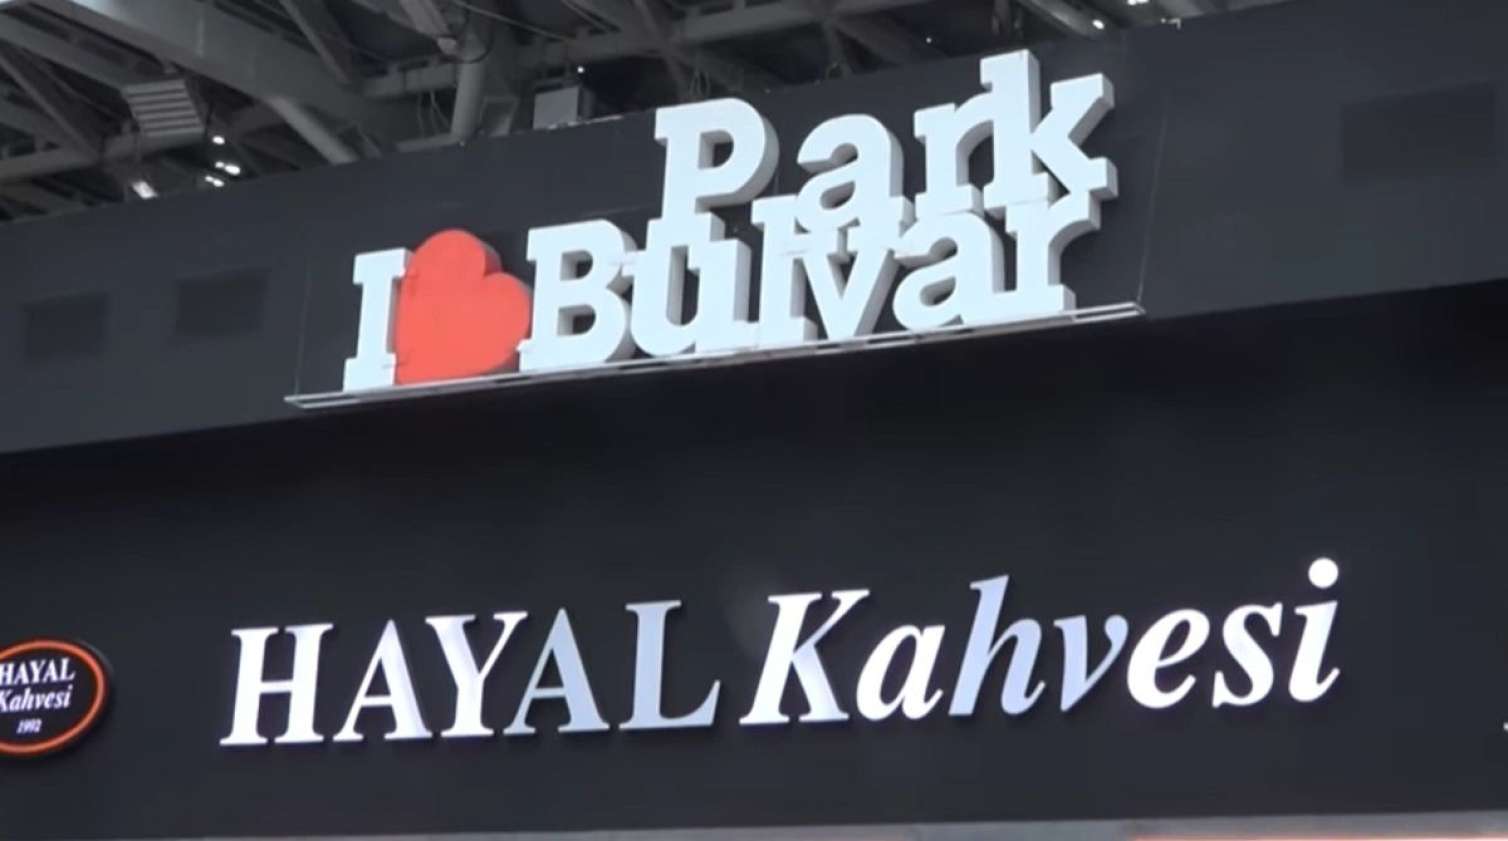 Park
I Bulvar
HAYAL Kahvesi
HAYAL
Kahvesi
1992